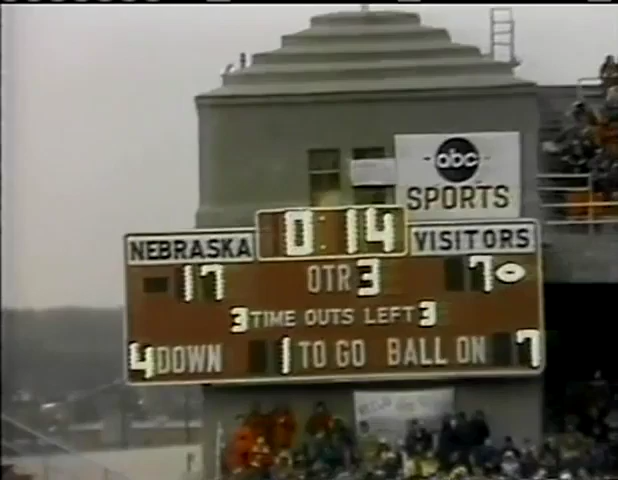 abc
SPORTS
0:14
NEBRASKA VISITORS
17 QTR 3 7
3 TIME OUTS LEFT 3
4 DOWN 1 TO GO BALL ON 7